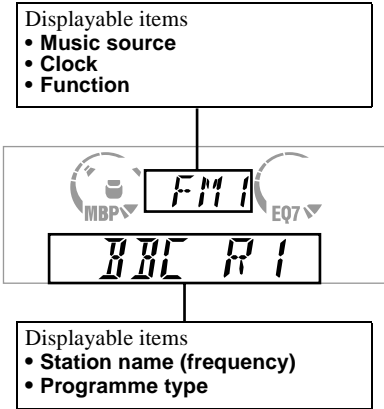 Displayable items
• Music source
• Clock
• Function
FM1
MBP
EQ7
BBC R1
Displayable items
• Station name (frequency)
• Programme type